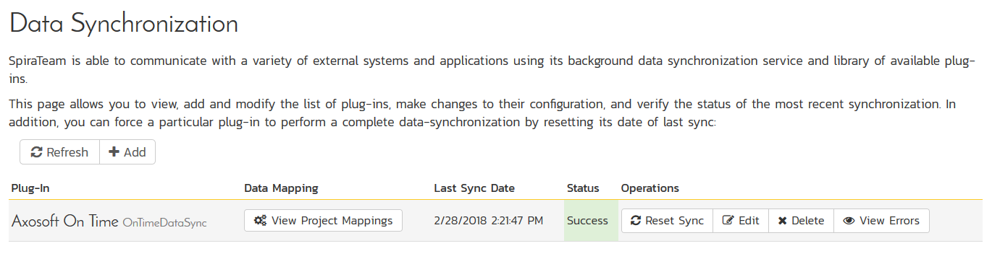 Data Synchronization
SpiraTeam is able to communicate with a variety of external systems and applications using its background data synchronization service and library of available plug-
ins.
This page allows you to view, add and modify the list of plug-ins, make changes to their configuration, and verify the status of the most recent synchronization. In
addition, you can force a particular plug-in to perform a complete data-synchronization by resetting its date of last sync:
Refresh Add
Plug-In Data Mapping Last Sync Date Status Operations
Axosoft On Time OnTimeDataSync View Project Mappings 2/28/2018 2:21:47 PM Success Reset Sync Edit Delete View Errors